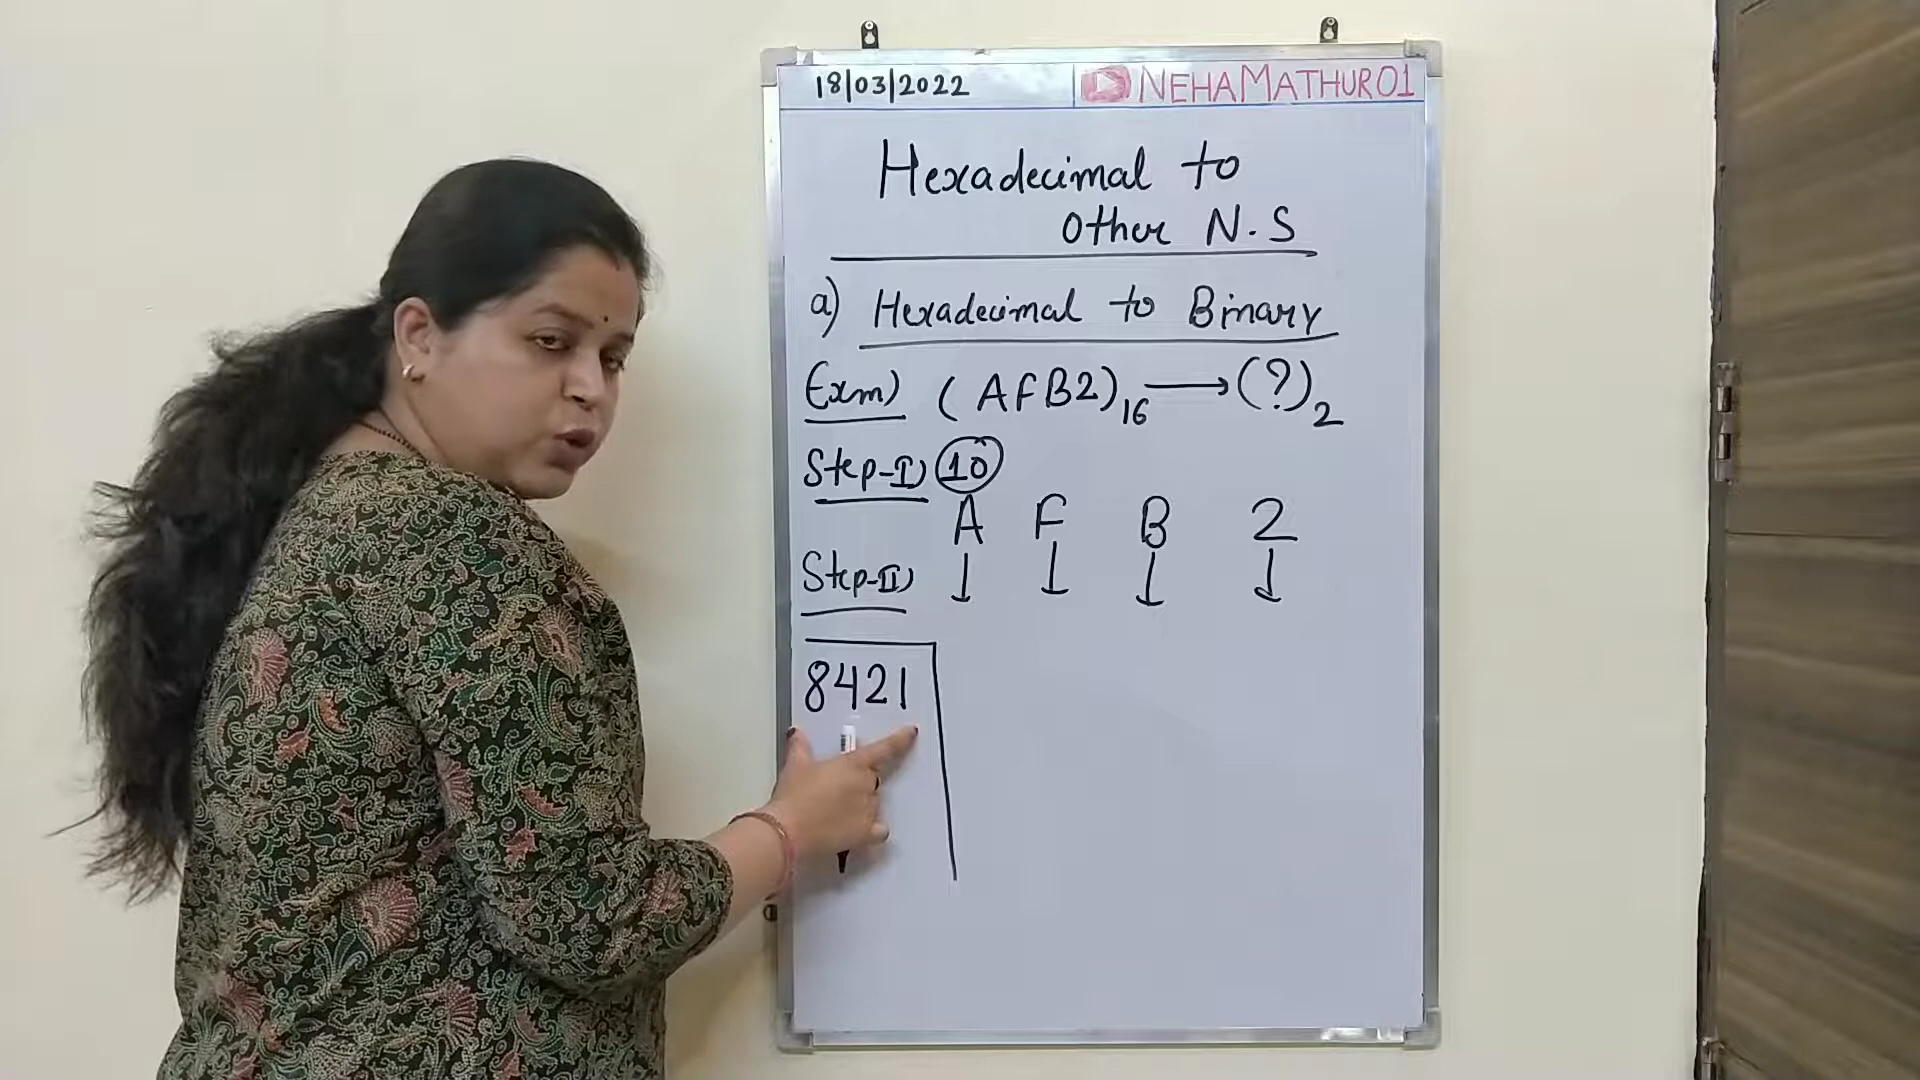 18/03/2022 NEHAMATHUR01
Hexadecimal to
Other N.S
a) Hexadecimal to Binary
Exm) (AFB2)16 → (?)2
Step-I) 10
A F B 2
Step-II) ↓ ↓ ↓ ↓
8421